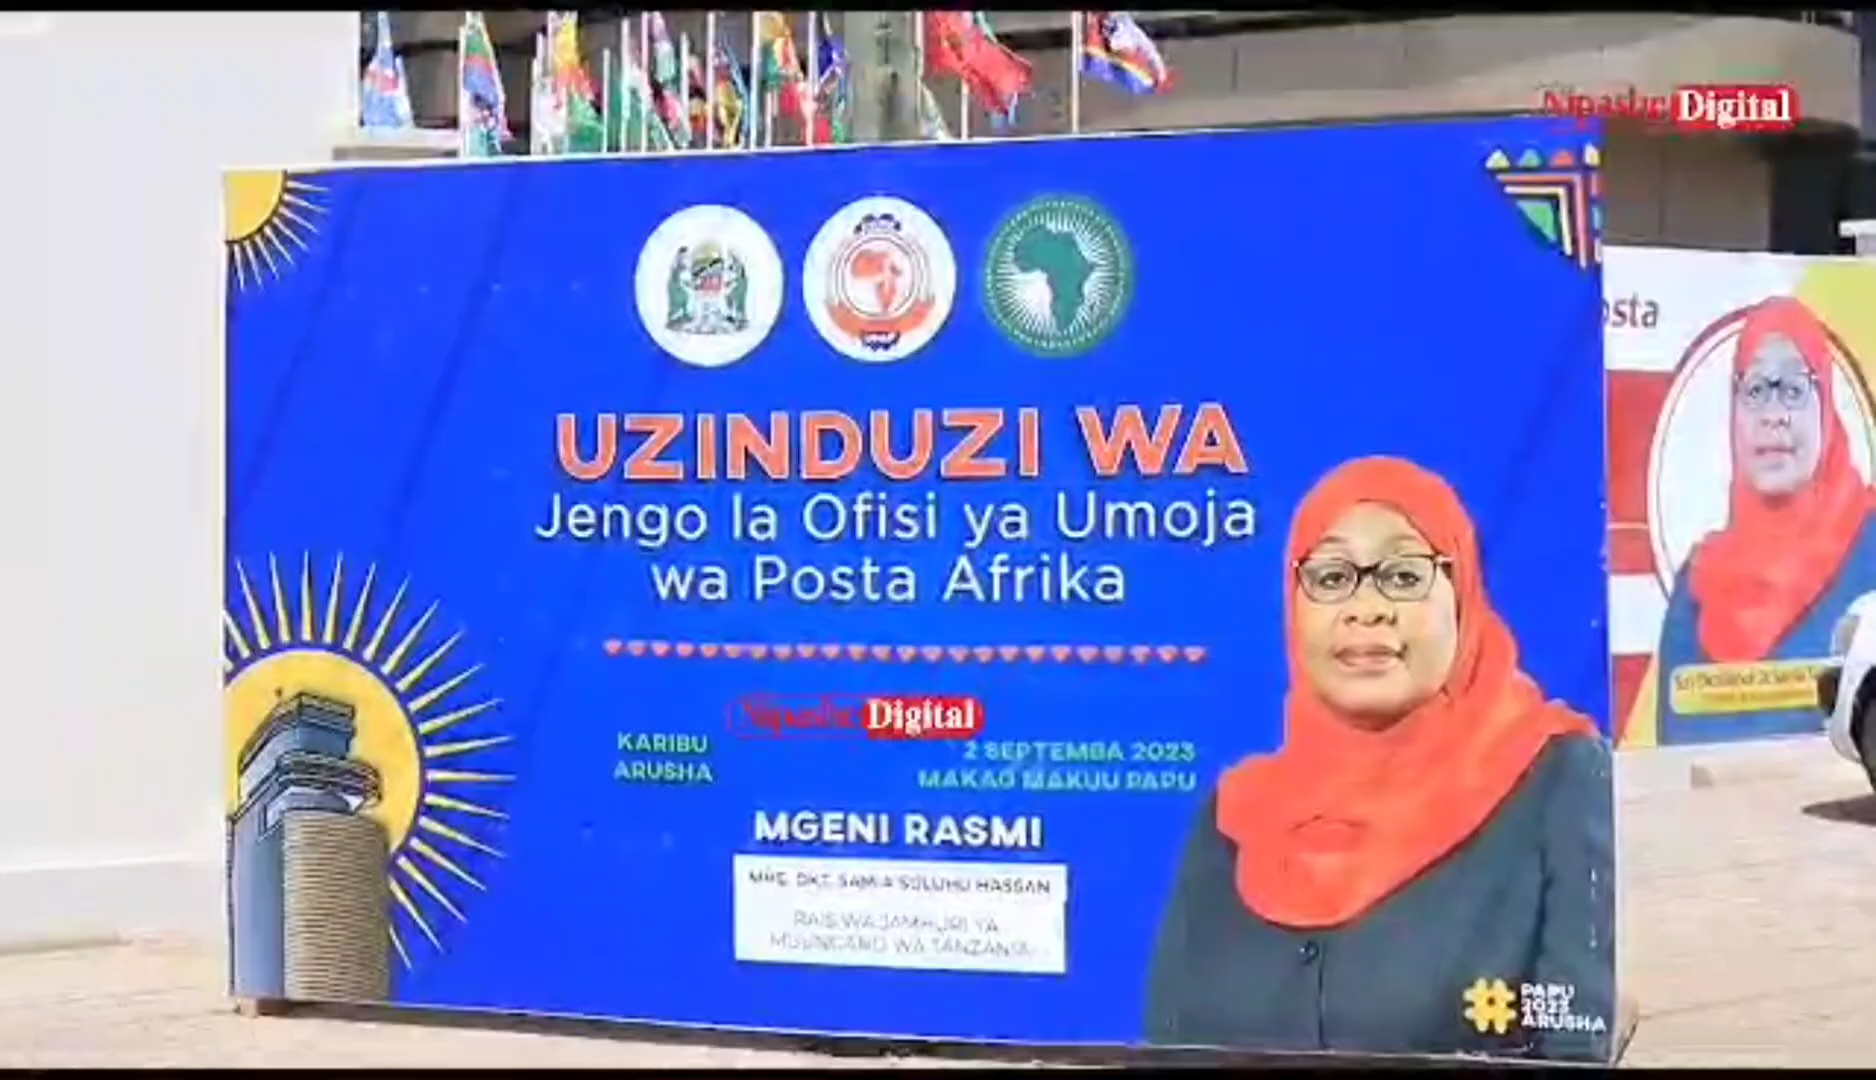 Nipashe Digital
UZINDUZI WA
Jengo la Ofisi ya Umoja
wa Posta Afrika
Nipashe Digital
KARIBU
ARUSHA
2 SEPTEMBA 2023
MAKAO MAKUU PAPU
MGENI RASMI
MHE. DKT. SAMIA SULUHU HASSAN
RAIS WA JAMHURI YA
MUUNGANO WA TANZANIA
#
PAPU
2023
ARUSHA